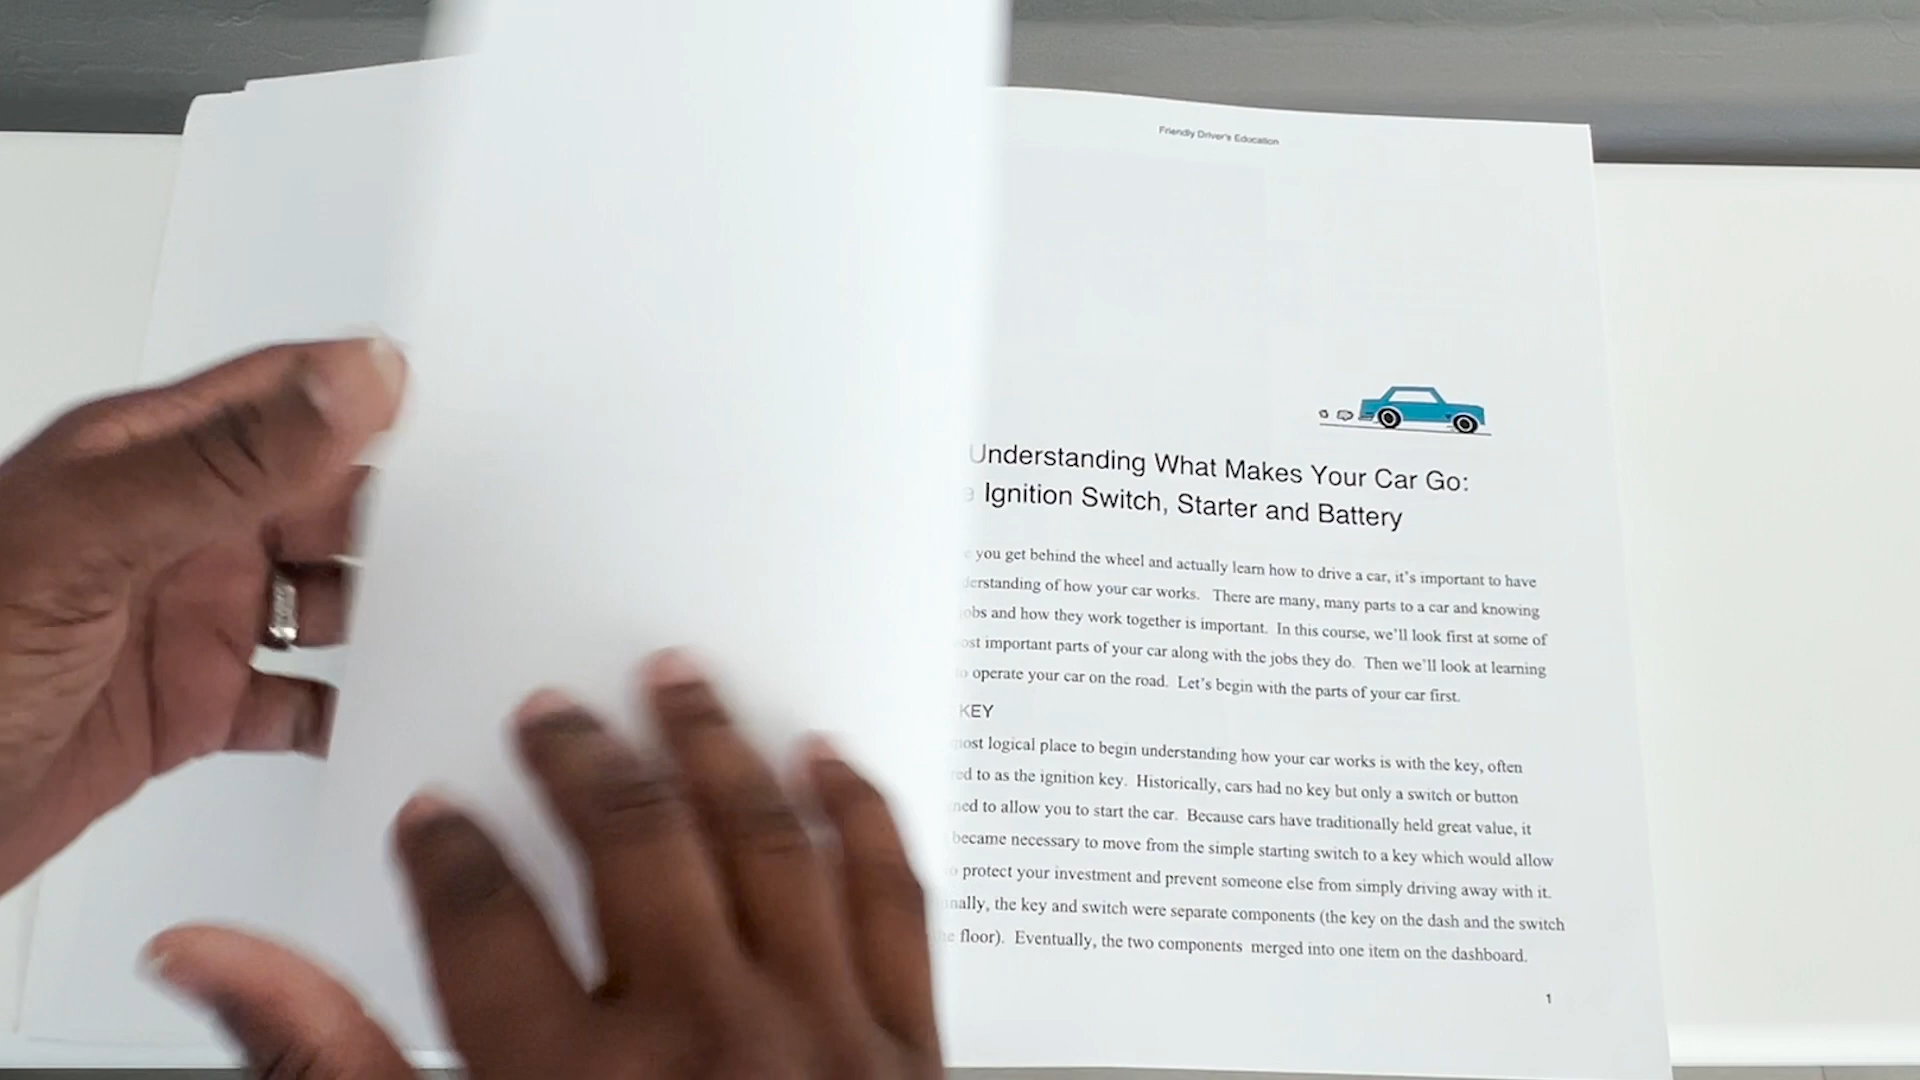 Friendly Driver's Education
Understanding What Makes Your Car Go:
Ignition Switch, Starter and Battery
you get behind the wheel and actually learn how to drive a car, it's important to have
of how your car works. There are many, many parts to a car and knowing
and how they work together is important. In this course, we'll look first at some of
important parts of your car along with the jobs they do. Then we'll look at learning
operate your car on the road. Let's begin with the parts of your car first.
KEY
logical place to begin understanding how your car works is with the key, often
to as the ignition key. Historically, cars had no key but only a switch or button
to allow you to start the car. Because cars have traditionally held great value, it
became necessary to move from the simple starting switch to a key which would allow
protect your investment and prevent someone else from simply driving away with it.
the key and switch were separate components (the key on the dash and the switch
floor). Eventually, the two components merged into one item on the dashboard.
1